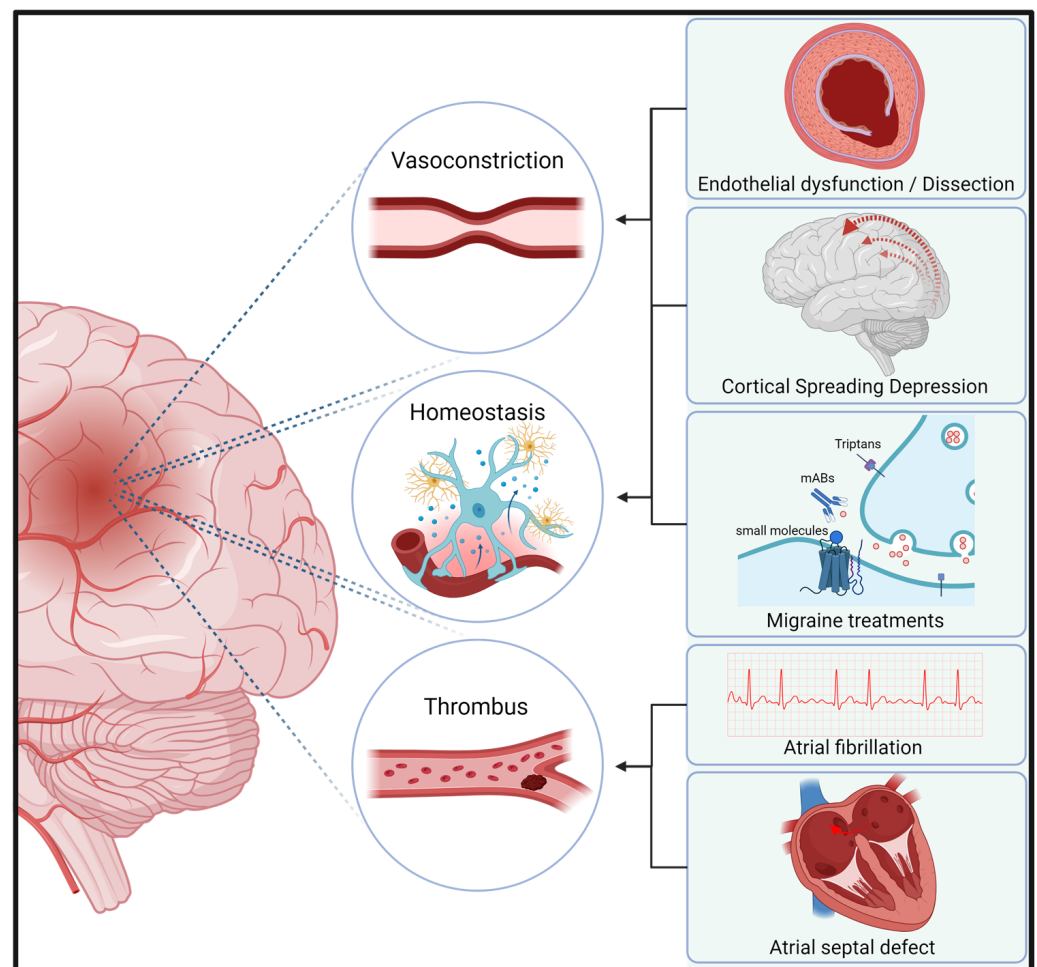 Vasoconstriction
Homeostasis
Thrombus
Endothelial dysfunction / Dissection
Cortical Spreading Depression
Triptans
mABs
small molecules
Migraine treatments
Atrial fibrillation
Atrial septal defect